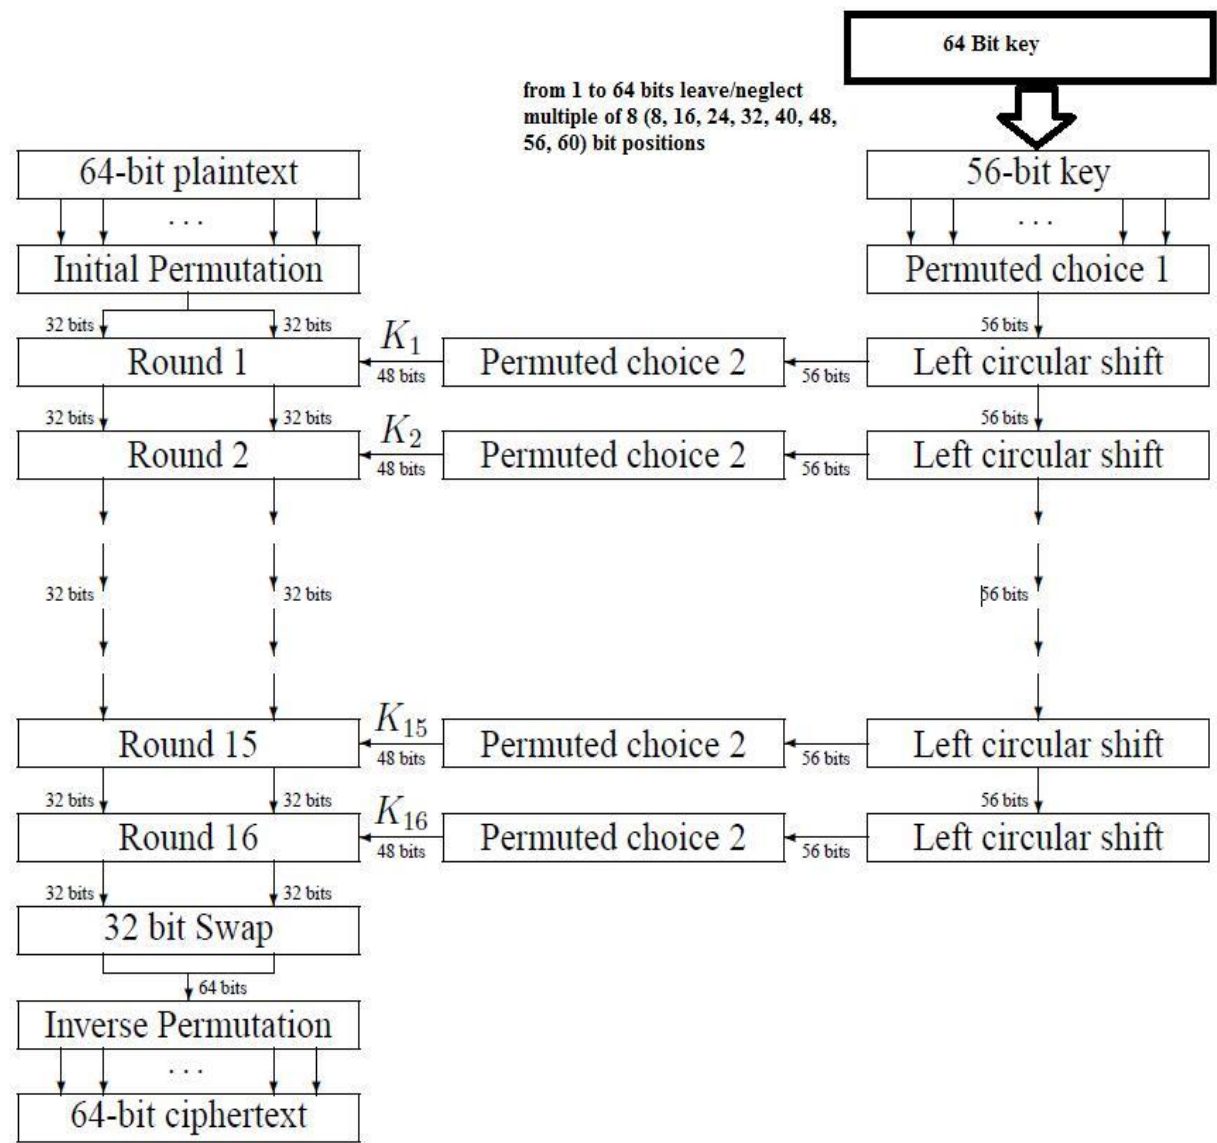 64 Bit key
from 1 to 64 bits leave/neglect
multiple of 8 (8, 16, 24, 32, 40, 48,
56, 60) bit positions
64-bit plaintext
56-bit key
. . .
. . .
Initial Permutation
Permuted choice 1
32 bits
32 bits
56 bits
Round 1
K1
48 bits
Permuted choice 2
56 bits
Left circular shift
32 bits
32 bits
56 bits
Round 2
K2
48 bits
Permuted choice 2
56 bits
Left circular shift
32 bits
32 bits
56 bits
Round 15
K15
48 bits
Permuted choice 2
56 bits
Left circular shift
32 bits
32 bits
56 bits
Round 16
K16
48 bits
Permuted choice 2
56 bits
Left circular shift
32 bits
32 bits
32 bit Swap
64 bits
Inverse Permutation
. . .
64-bit ciphertext